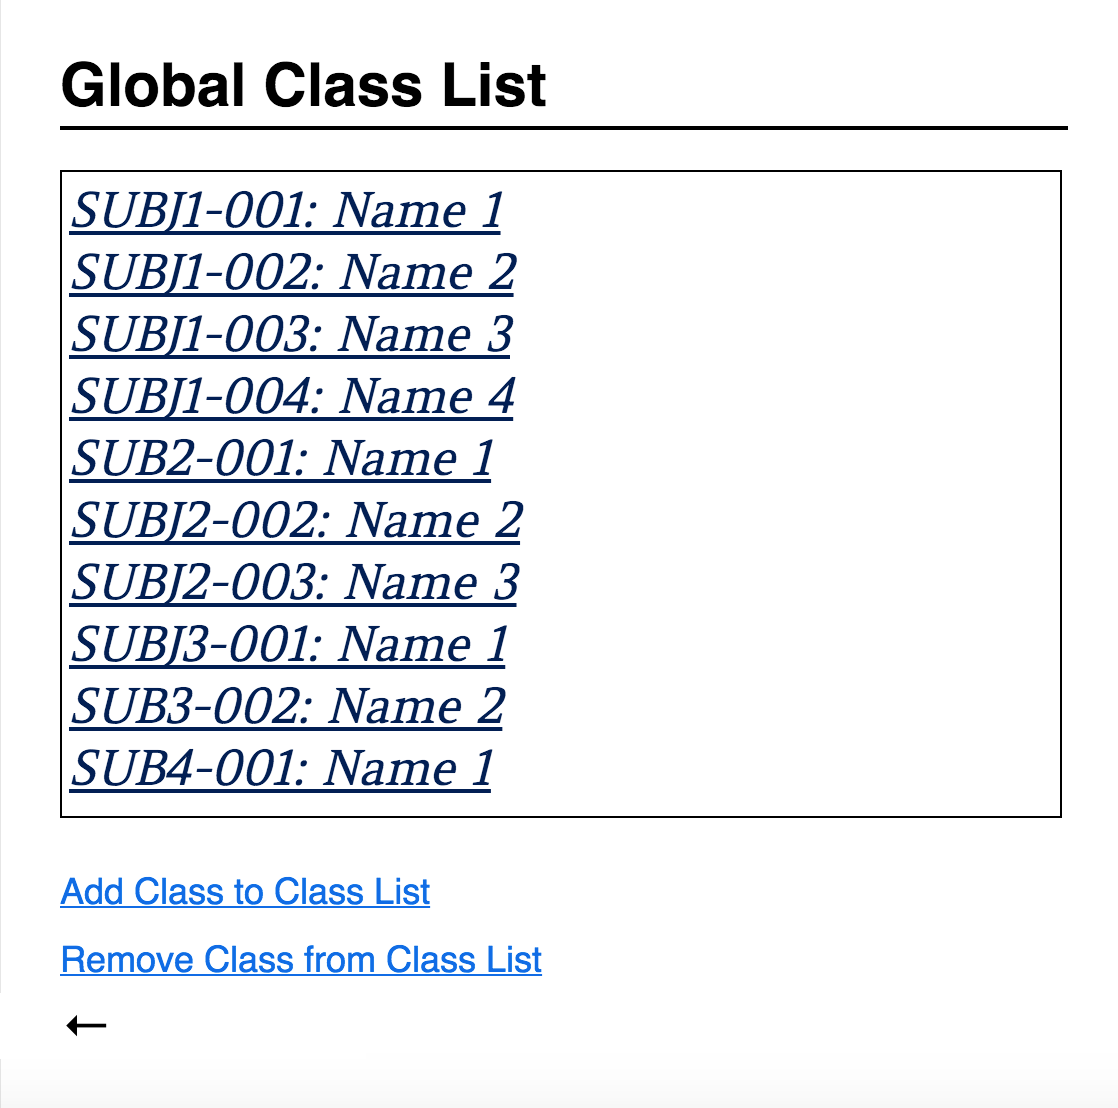 Global Class List
SUBJ1-001: Name 1
SUBJ1-002: Name 2
SUBJ1-003: Name 3
SUBJ1-004: Name 4
SUB2-001: Name 1
SUBJ2-002: Name 2
SUBJ2-003: Name 3
SUBJ3-001: Name 1
SUB3-002: Name 2
SUB4-001: Name 1
Add Class to Class List
Remove Class from Class List